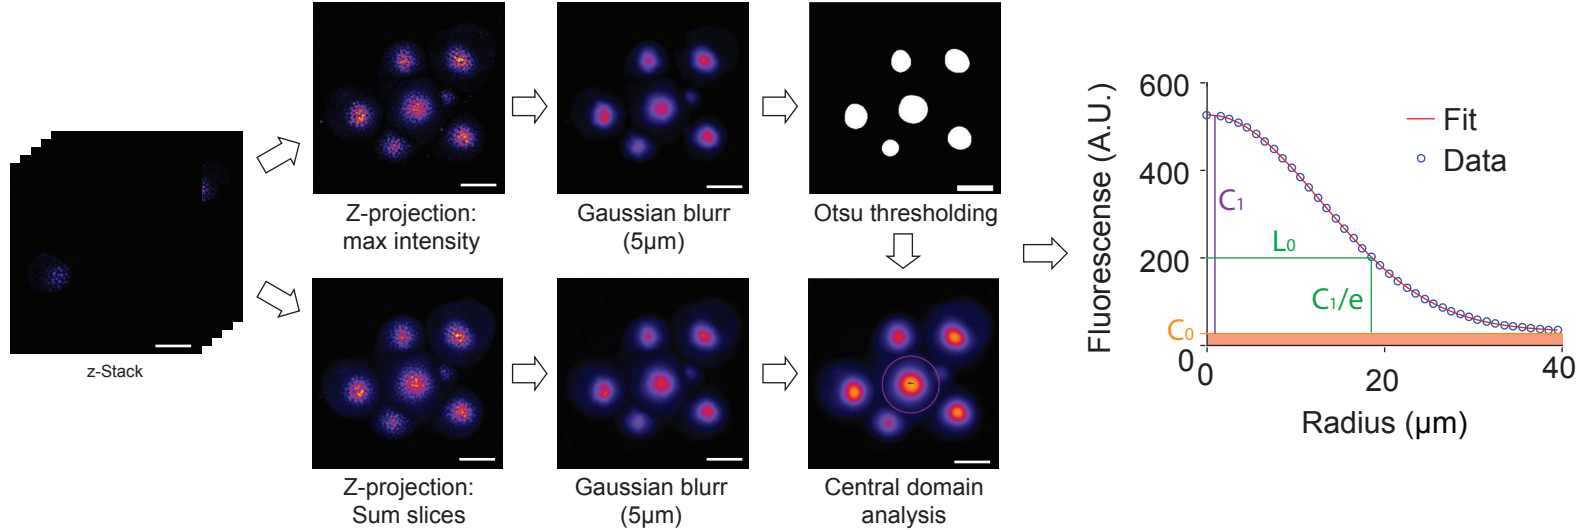 z-Stack
Z-projection:
max intensity
Gaussian blurr
(5µm)
Otsu thresholding
Z-projection:
Sum slices
Gaussian blurr
(5µm)
Central domain
analysis
Fluorescense (A.U.)
600
400
200
0
C1
L0
C1/e
C0
Fit
Data
0
20
40
Radius (µm)